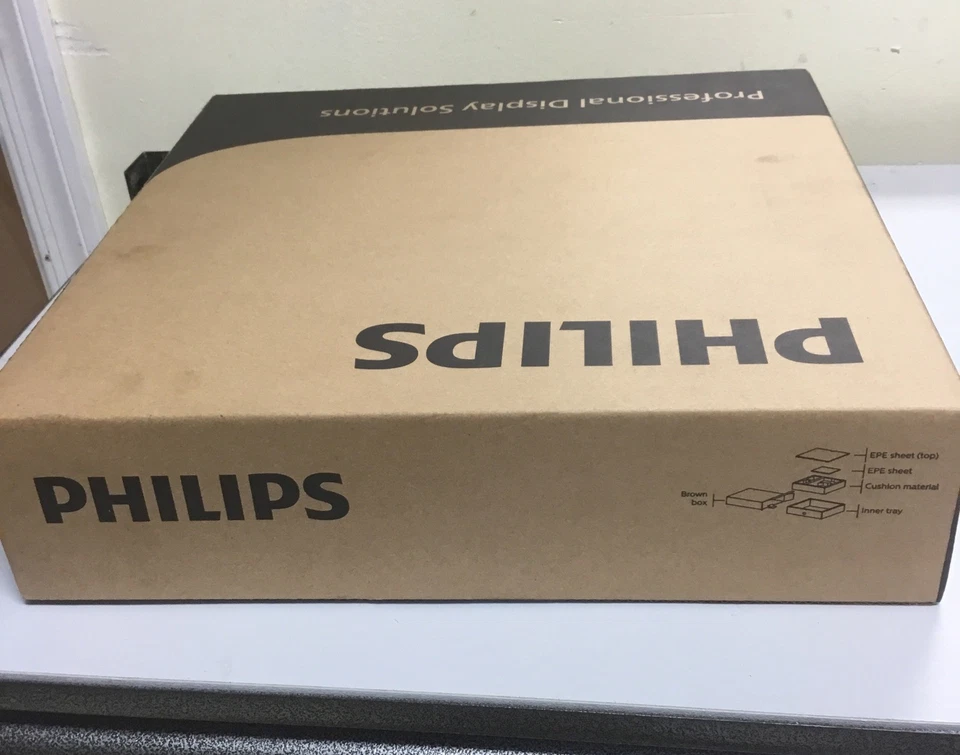 Professional Display Solutions
PHILIPS
PHILIPS
EPE sheet (top)
EPE sheet
Cushion material
Brown
box
Inner tray